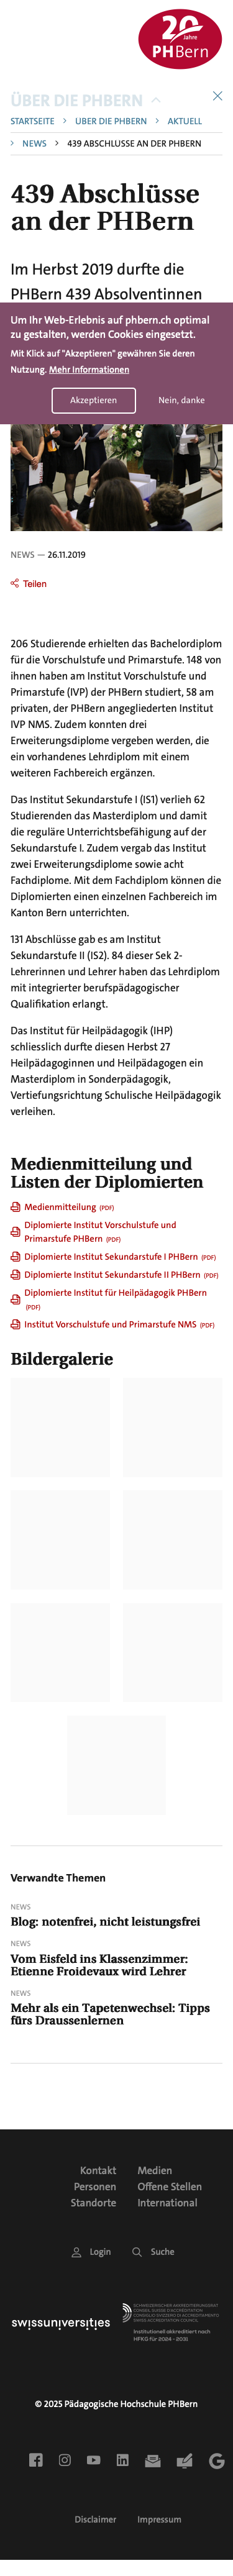 20
Jahre
PHBern
ÜBER DIE PHBERN
STARTSEITE > ÜBER DIE PHBERN > AKTUELL
> NEWS > 439 ABSCHLÜSSE AN DER PHBERN
439 Abschlüsse
an der PHBern
Im Herbst 2019 durfte die
PHBern 439 Absolventinnen
Um Ihr Web-Erlebnis auf phbern.ch optimal
zu gestalten, werden Cookies eingesetzt.
Mit Klick auf "Akzeptieren" gewähren Sie deren
Nutzung. Mehr Informationen
Akzeptieren Nein, danke
NEWS — 26.11.2019
Teilen
206 Studierende erhielten das Bachelordiplom
für die Vorschulstufe und Primarstufe. 148 von
ihnen haben am Institut Vorschulstufe und
Primarstufe (IVP) der PHBern studiert, 58 am
privaten, der PHBern angegliederten Institut
IVP NMS. Zudem konnten drei
Erweiterungsdiplome vergeben werden, die
ein vorhandenes Lehrdiplom mit einem
weiteren Fachbereich ergänzen.
Das Institut Sekundarstufe I (IS1) verlieh 62
Studierenden das Masterdiplom und damit
die reguläre Unterrichtsbefähigung auf der
Sekundarstufe I. Zudem vergab das Institut
zwei Erweiterungsdiplome sowie acht
Fachdiplome. Mit dem Fachdiplom können die
Diplomierten einen einzelnen Fachbereich im
Kanton Bern unterrichten.
131 Abschlüsse gab es am Institut
Sekundarstufe II (IS2). 84 dieser Sek 2-
Lehrerinnen und Lehrer haben das Lehrdiplom
mit integrierter berufspädagogischer
Qualifikation erlangt.
Das Institut für Heilpädagogik (IHP)
schliesslich durfte diesen Herbst 27
Heilpädagoginnen und Heilpädagogen ein
Masterdiplom in Sonderpädagogik,
Vertiefungsrichtung Schulische Heilpädagogik
verleihen.
Medienmitteilung und
Listen der Diplomierten
Medienmitteilung (PDF)
Diplomierte Institut Vorschulstufe und
Primarstufe PHBern (PDF)
Diplomierte Institut Sekundarstufe I PHBern (PDF)
Diplomierte Institut Sekundarstufe II PHBern (PDF)
Diplomierte Institut für Heilpädagogik PHBern
(PDF)
Institut Vorschulstufe und Primarstufe NMS (PDF)
Bildergalerie
Verwandte Themen
NEWS
Blog: notenfrei, nicht leistungsfrei
NEWS
Vom Eisfeld ins Klassenzimmer:
Etienne Froidevaux wird Lehrer
NEWS
Mehr als ein Tapetenwechsel: Tipps
fürs Draussenlernen
Kontakt Medien
Personen Offene Stellen
Standorte International
Login Suche
swissuniversities
SCHWEIZERISCHER AKKREDITIERUNGSRAT
CONSEIL SUISSE D'ACCRÉDITATION
CONSIGLIO SVIZZERO DI ACCREDITAMENTO
SWISS ACCREDITATION COUNCIL
Institutionell akkreditiert nach
HFKG für 2024 - 2031
© 2025 Pädagogische Hochschule PHBern
Disclaimer Impressum